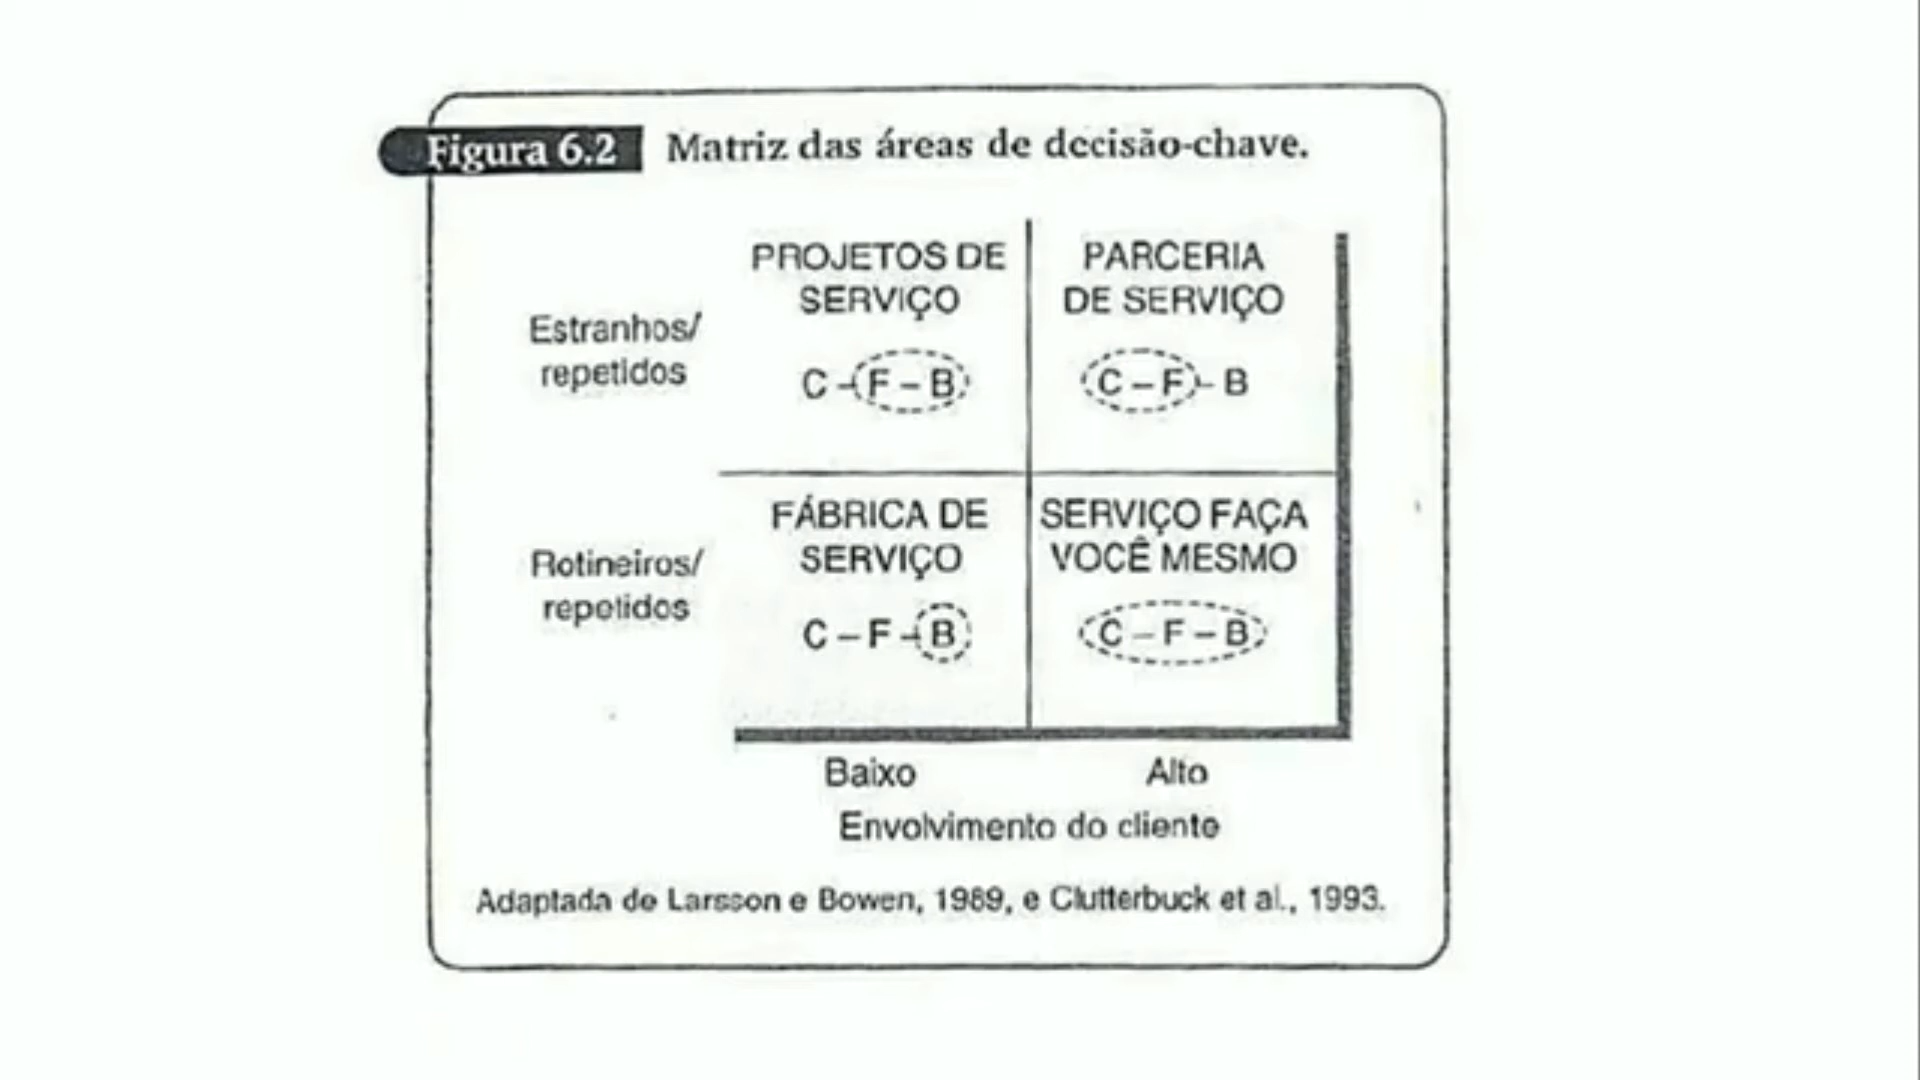 Figura 6.2 Matriz das áreas de decisão-chave.
PROJETOS DE
SERVIÇO
PARCERIA
DE SERVIÇO
Estranhos/
repetidos
C – F – B
C – F – B
FÁBRICA DE
SERVIÇO
SERVIÇO FAÇA
VOCÊ MESMO
Rotineiros/
repetidos
C – F – B
C – F – B
Baixo
Alto
Envolvimento do cliente
Adaptada de Larsson e Bowen, 1989, e Clutterbuck et al., 1993.